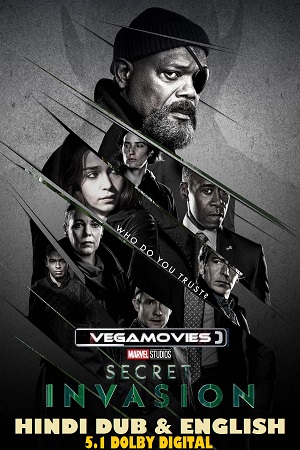 WHO DO YOU TRUST?
VEGAMOVIES
MARVEL STUDIOS
SECRET
INVASION
HINDI DUB & ENGLISH
5.1 DOLBY DIGITAL